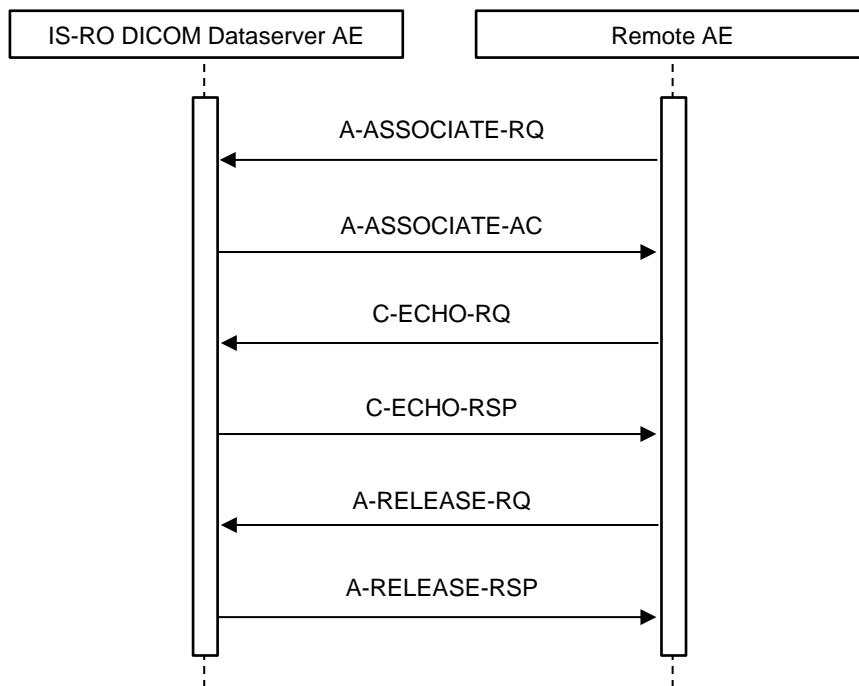 IS-RO DICOM Dataserver AE
Remote AE
A-ASSOCIATE-RQ
A-ASSOCIATE-AC
C-ECHO-RQ
C-ECHO-RSP
A-RELEASE-RQ
A-RELEASE-RSP